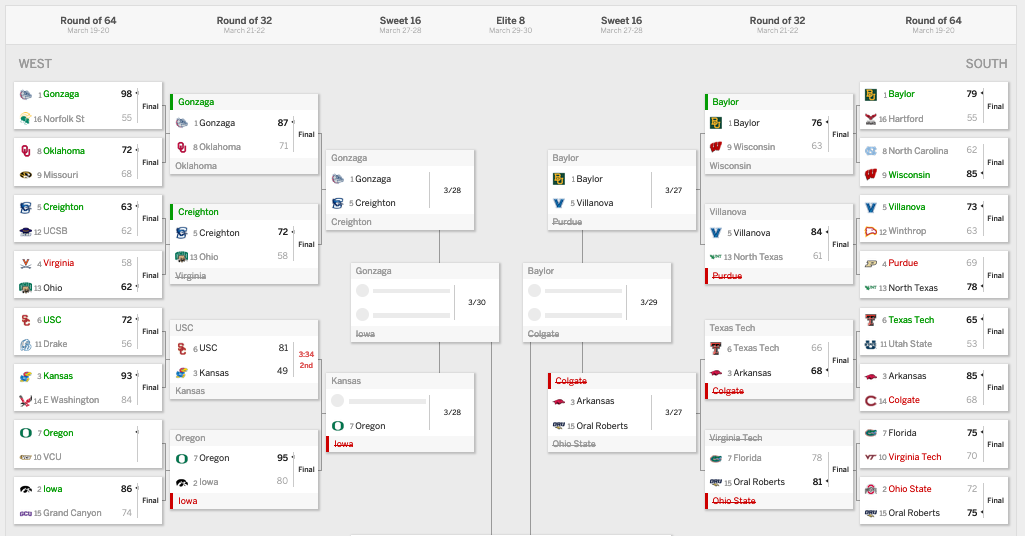 Round of 64
March 19-20
Round of 32
March 21-22
Sweet 16
March 27-28
Elite 8
March 29-30
Sweet 16
March 27-28
Round of 32
March 21-22
Round of 64
March 19-20
WEST
SOUTH
1 Gonzaga 98
16 Norfolk St 55
Final
8 Oklahoma 72
9 Missouri 68
Final
5 Creighton 63
12 UCSB 62
Final
4 Virginia 58
13 Ohio 62
Final
6 USC 72
11 Drake 56
Final
3 Kansas 93
14 E Washington 84
Final
7 Oregon
10 VCU
2 Iowa 86
15 Grand Canyon 74
Final
Gonzaga
1 Gonzaga 87
8 Oklahoma 71
Final
Oklahoma
Creighton
5 Creighton 72
13 Ohio 58
Final
Virginia
USC
6 USC 81
3 Kansas 49
3:34
2nd
Kansas
Oregon
7 Oregon 95
2 Iowa 80
Final
Iowa
Gonzaga
1 Gonzaga
5 Creighton
3/28
Creighton
Gonzaga
3/30
Iowa
Kansas
7 Oregon
3/28
Iowa
Baylor
1 Baylor
5 Villanova
3/27
Purdue
Baylor
3/29
Colgate
Colgate
3 Arkansas
15 Oral Roberts
3/27
Ohio State
Baylor
1 Baylor 76
9 Wisconsin 63
Final
Wisconsin
Villanova
5 Villanova 84
13 North Texas 61
Final
Purdue
Texas Tech
6 Texas Tech 66
3 Arkansas 68
Final
Colgate
Virginia Tech
7 Florida 78
15 Oral Roberts 81
Final
Ohio State
1 Baylor 79
16 Hartford 55
Final
8 North Carolina 62
9 Wisconsin 85
Final
5 Villanova 73
12 Winthrop 63
Final
4 Purdue 69
13 North Texas 78
Final
6 Texas Tech 65
11 Utah State 53
Final
3 Arkansas 85
14 Colgate 68
Final
7 Florida 75
10 Virginia Tech 70
Final
2 Ohio State 72
15 Oral Roberts 75
Final